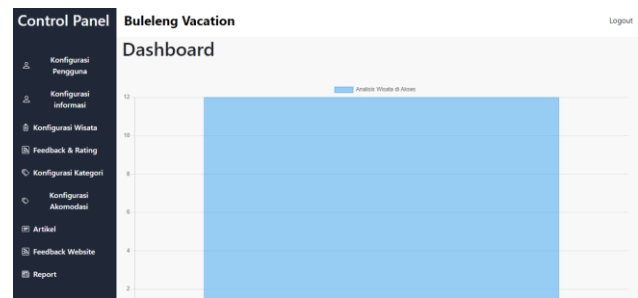 Control Panel
Buleleng Vacation
Logout
Konfigurasi
Pengguna
Konfigurasi
informasi
Konfigurasi Wisata
Feedback & Rating
Konfigurasi Kategori
Konfigurasi
Akomodasi
Artikel
Feedback Website
Report
Dashboard
Analisis Wisata di Akses
12
10
8
6
4
2